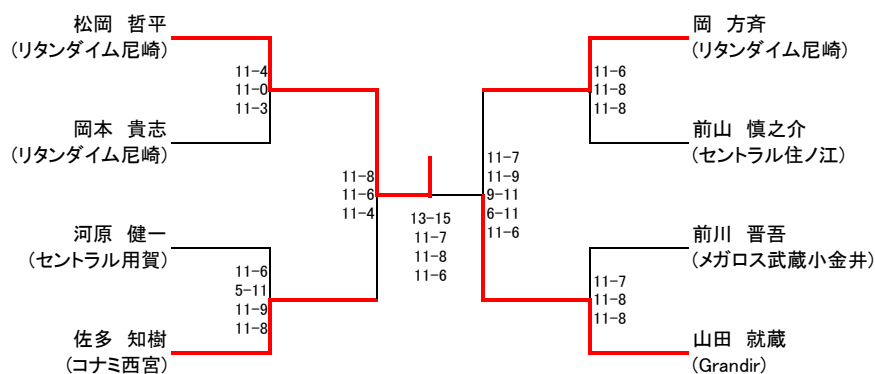 松岡 哲平
(リタンダイム尼崎)
11-4
11-0
11-3
岡本 貴志
(リタンダイム尼崎)
11-8
11-6
11-4
河原 健一
(セントラル用賀)
11-6
5-11
11-9
11-8
佐多 知樹
(コナミ西宮)
13-15
11-7
11-8
11-6
岡 方斉
(リタンダイム尼崎)
11-6
11-8
11-8
前山 慎之介
(セントラル住ノ江)
11-7
11-9
9-11
6-11
11-6
前川 晋吾
(メガロス武蔵小金井)
11-7
11-8
11-8
山田 就蔵
(Grandir)